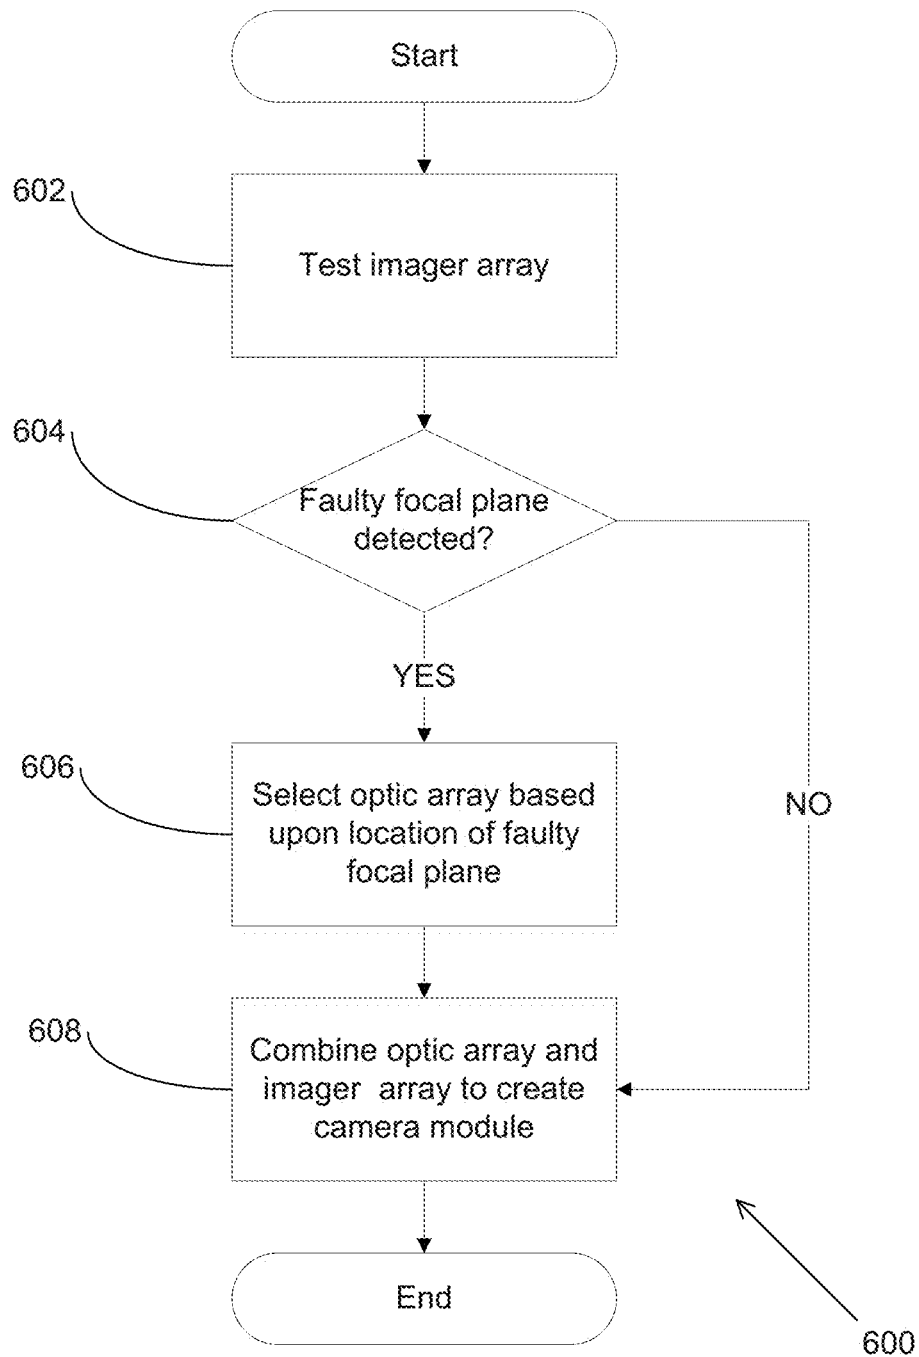 Start
602
Test imager array
604
Faulty focal plane
detected?
YES
606
Select optic array based
upon location of faulty
focal plane
NO
608
Combine optic array and
imager array to create
camera module
End
600